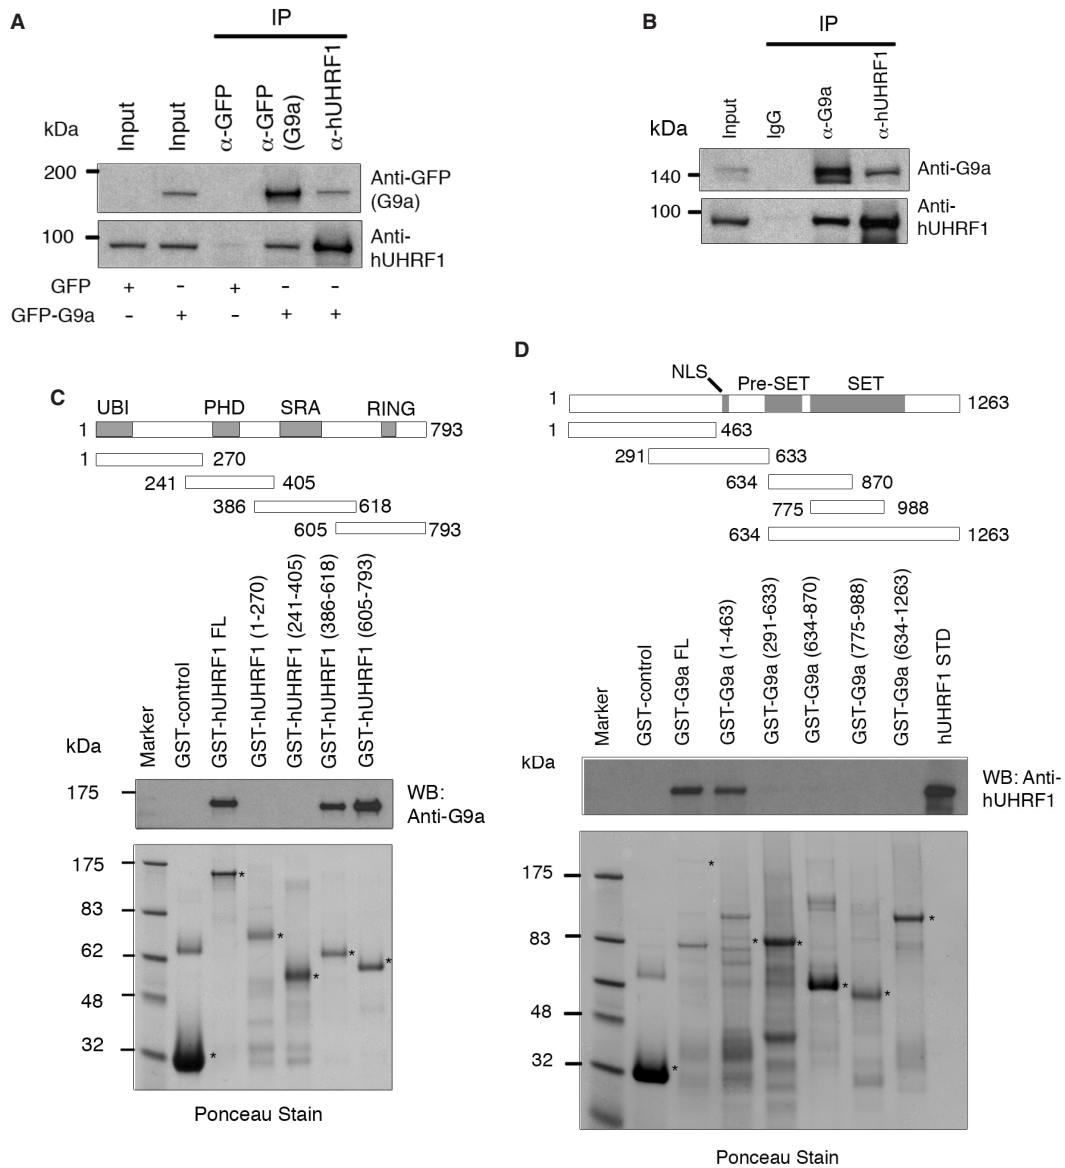 A
IP
Input
Input
α-GFP
α-GFP
(G9a)
α-hUHRF1
kDa
200
Anti-GFP
(G9a)
100
Anti-
hUHRF1
GFP + - + - -
GFP-G9a - + - + +
B
IP
Input
IgG
α-G9a
α-hUHRF1
kDa
140
Anti-G9a
100
Anti-
hUHRF1
C
UBI PHD SRA RING
1 793
1 270
241 405
386 618
605 793
Marker
GST-control
GST-hUHRF1 FL
GST-hUHRF1 (1-270)
GST-hUHRF1 (241-405)
GST-hUHRF1 (386-618)
GST-hUHRF1 (605-793)
kDa
175
WB:
Anti-G9a
175
83
62
48
32
* * * * * *
Ponceau Stain
D
NLS
Pre-SET SET
1 1263
1 463
291 633
634 870
775 988
634 1263
Marker
GST-control
GST-G9a FL
GST-G9a (1-463)
GST-G9a (291-633)
GST-G9a (634-870)
GST-G9a (775-988)
GST-G9a (634-1263)
hUHRF1 STD
kDa
WB: Anti-
hUHRF1
175
83
48
32
* * * * * * *
Ponceau Stain